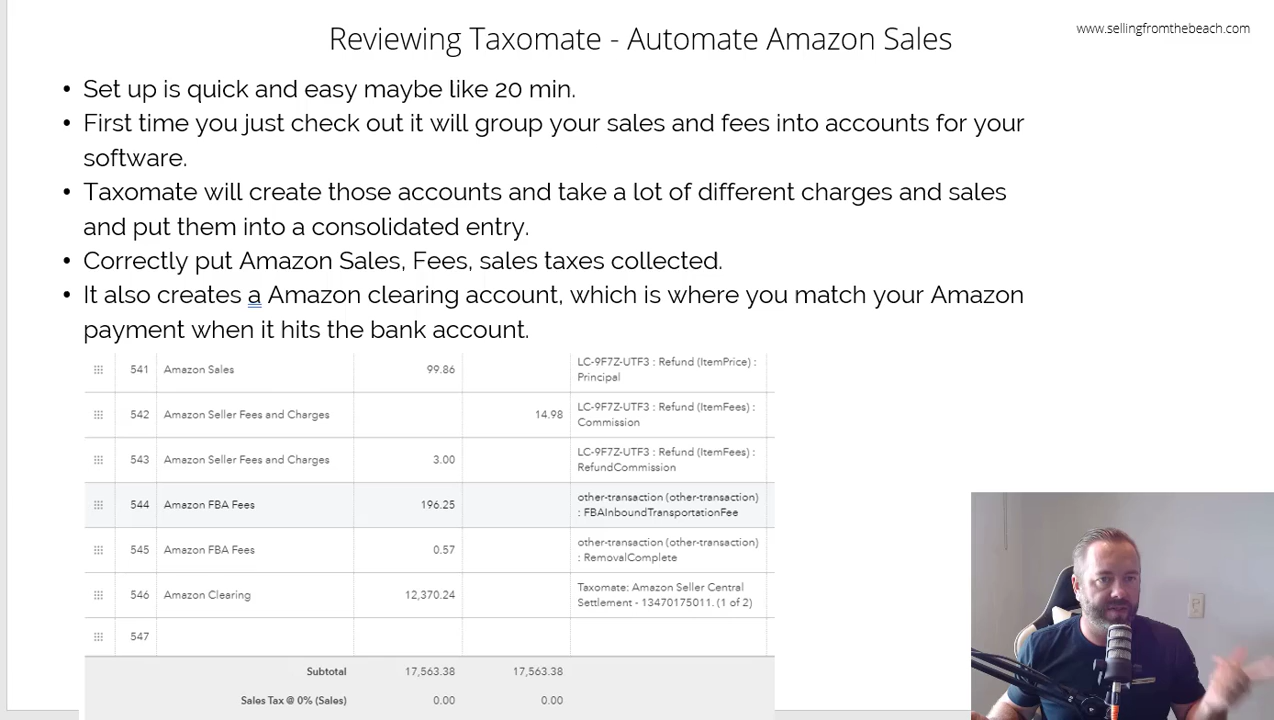 Reviewing Taxomate - Automate Amazon Sales
www.sellingfromthebeach.com
• Set up is quick and easy maybe like 20 min.
• First time you just check out it will group your sales and fees into accounts for your
software.
• Taxomate will create those accounts and take a lot of different charges and sales
and put them into a consolidated entry.
• Correctly put Amazon Sales, Fees, sales taxes collected.
• It also creates a Amazon clearing account, which is where you match your Amazon
payment when it hits the bank account.
541 Amazon Sales 99.86 LC-9F7Z-UTF3 : Refund (ItemPrice) :
Principal
542 Amazon Seller Fees and Charges 14.98 LC-9F7Z-UTF3 : Refund (ItemFees) :
Commission
543 Amazon Seller Fees and Charges 3.00 LC-9F7Z-UTF3 : Refund (ItemFees) :
RefundCommission
544 Amazon FBA Fees 196.25 other-transaction (other-transaction)
: FBAInboundTransportationFee
545 Amazon FBA Fees 0.57 other-transaction (other-transaction)
: RemovalComplete
546 Amazon Clearing 12,370.24 Taxomate: Amazon Seller Central
Settlement - 13470175011. (1 of 2)
547
Subtotal 17,563.38 17,563.38
Sales Tax @ 0% (Sales) 0.00 0.00